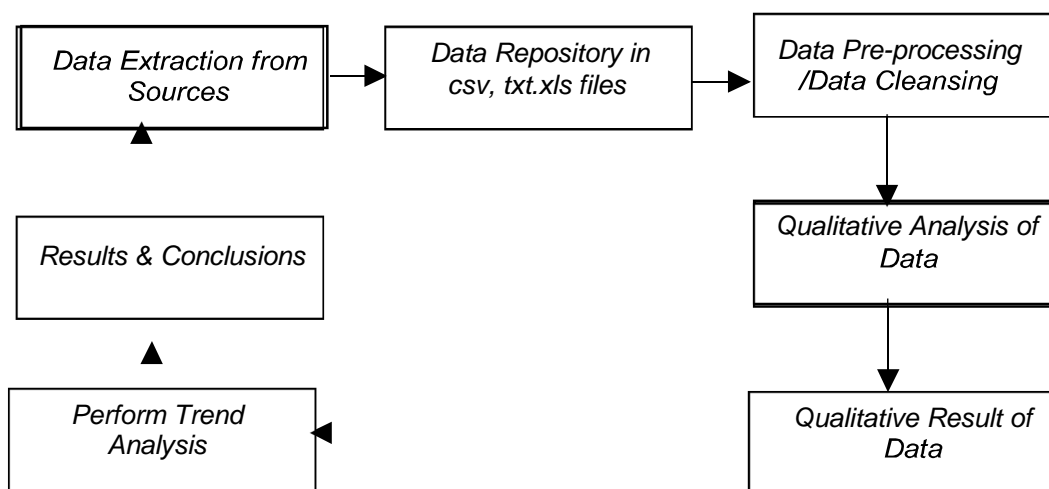 Data Extraction from
Sources
Data Repository in
csv, txt.xls files
Data Pre-processing
/Data Cleansing
Qualitative Analysis of
Data
Qualitative Result of
Data
Perform Trend
Analysis
Results & Conclusions